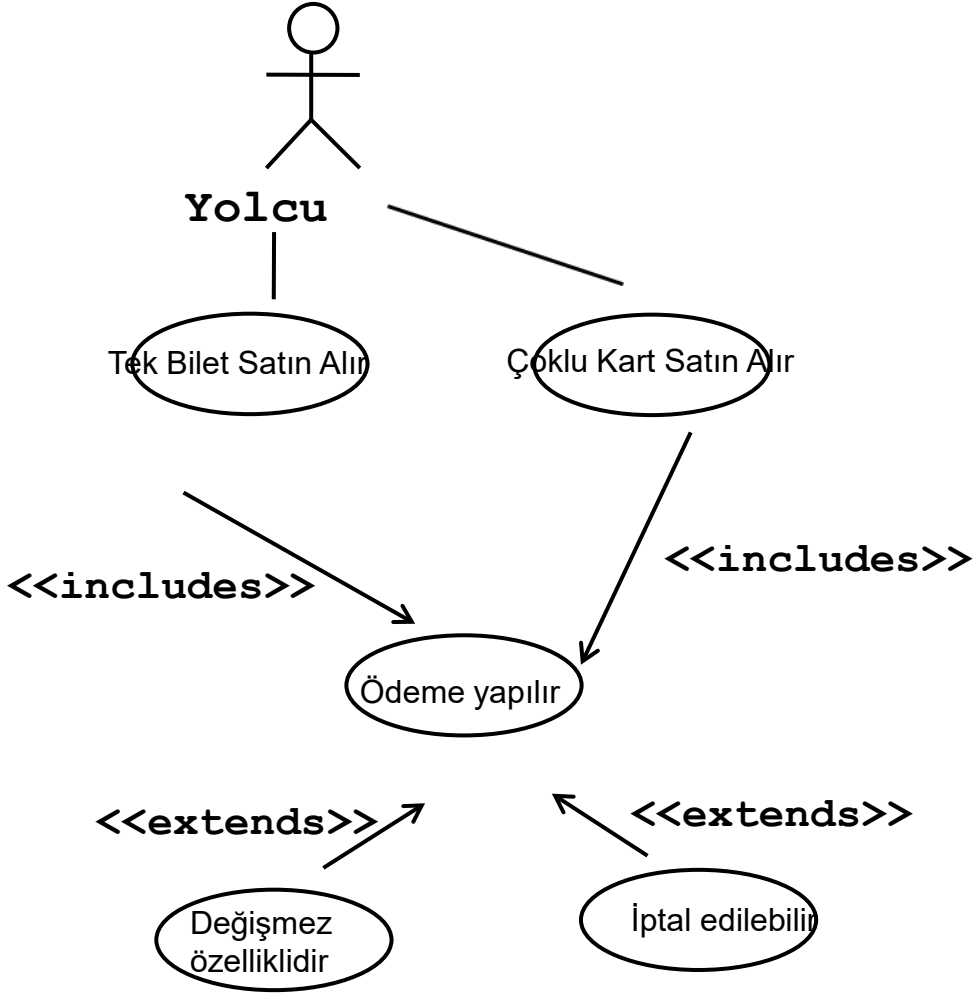 Yolcu
Tek Bilet Satın Alır
Çoklu Kart Satın Alır
<<includes>>
<<includes>>
Ödeme yapılır
<<extends>>
<<extends>>
Değişmez
özelliklidir
İptal edilebilir